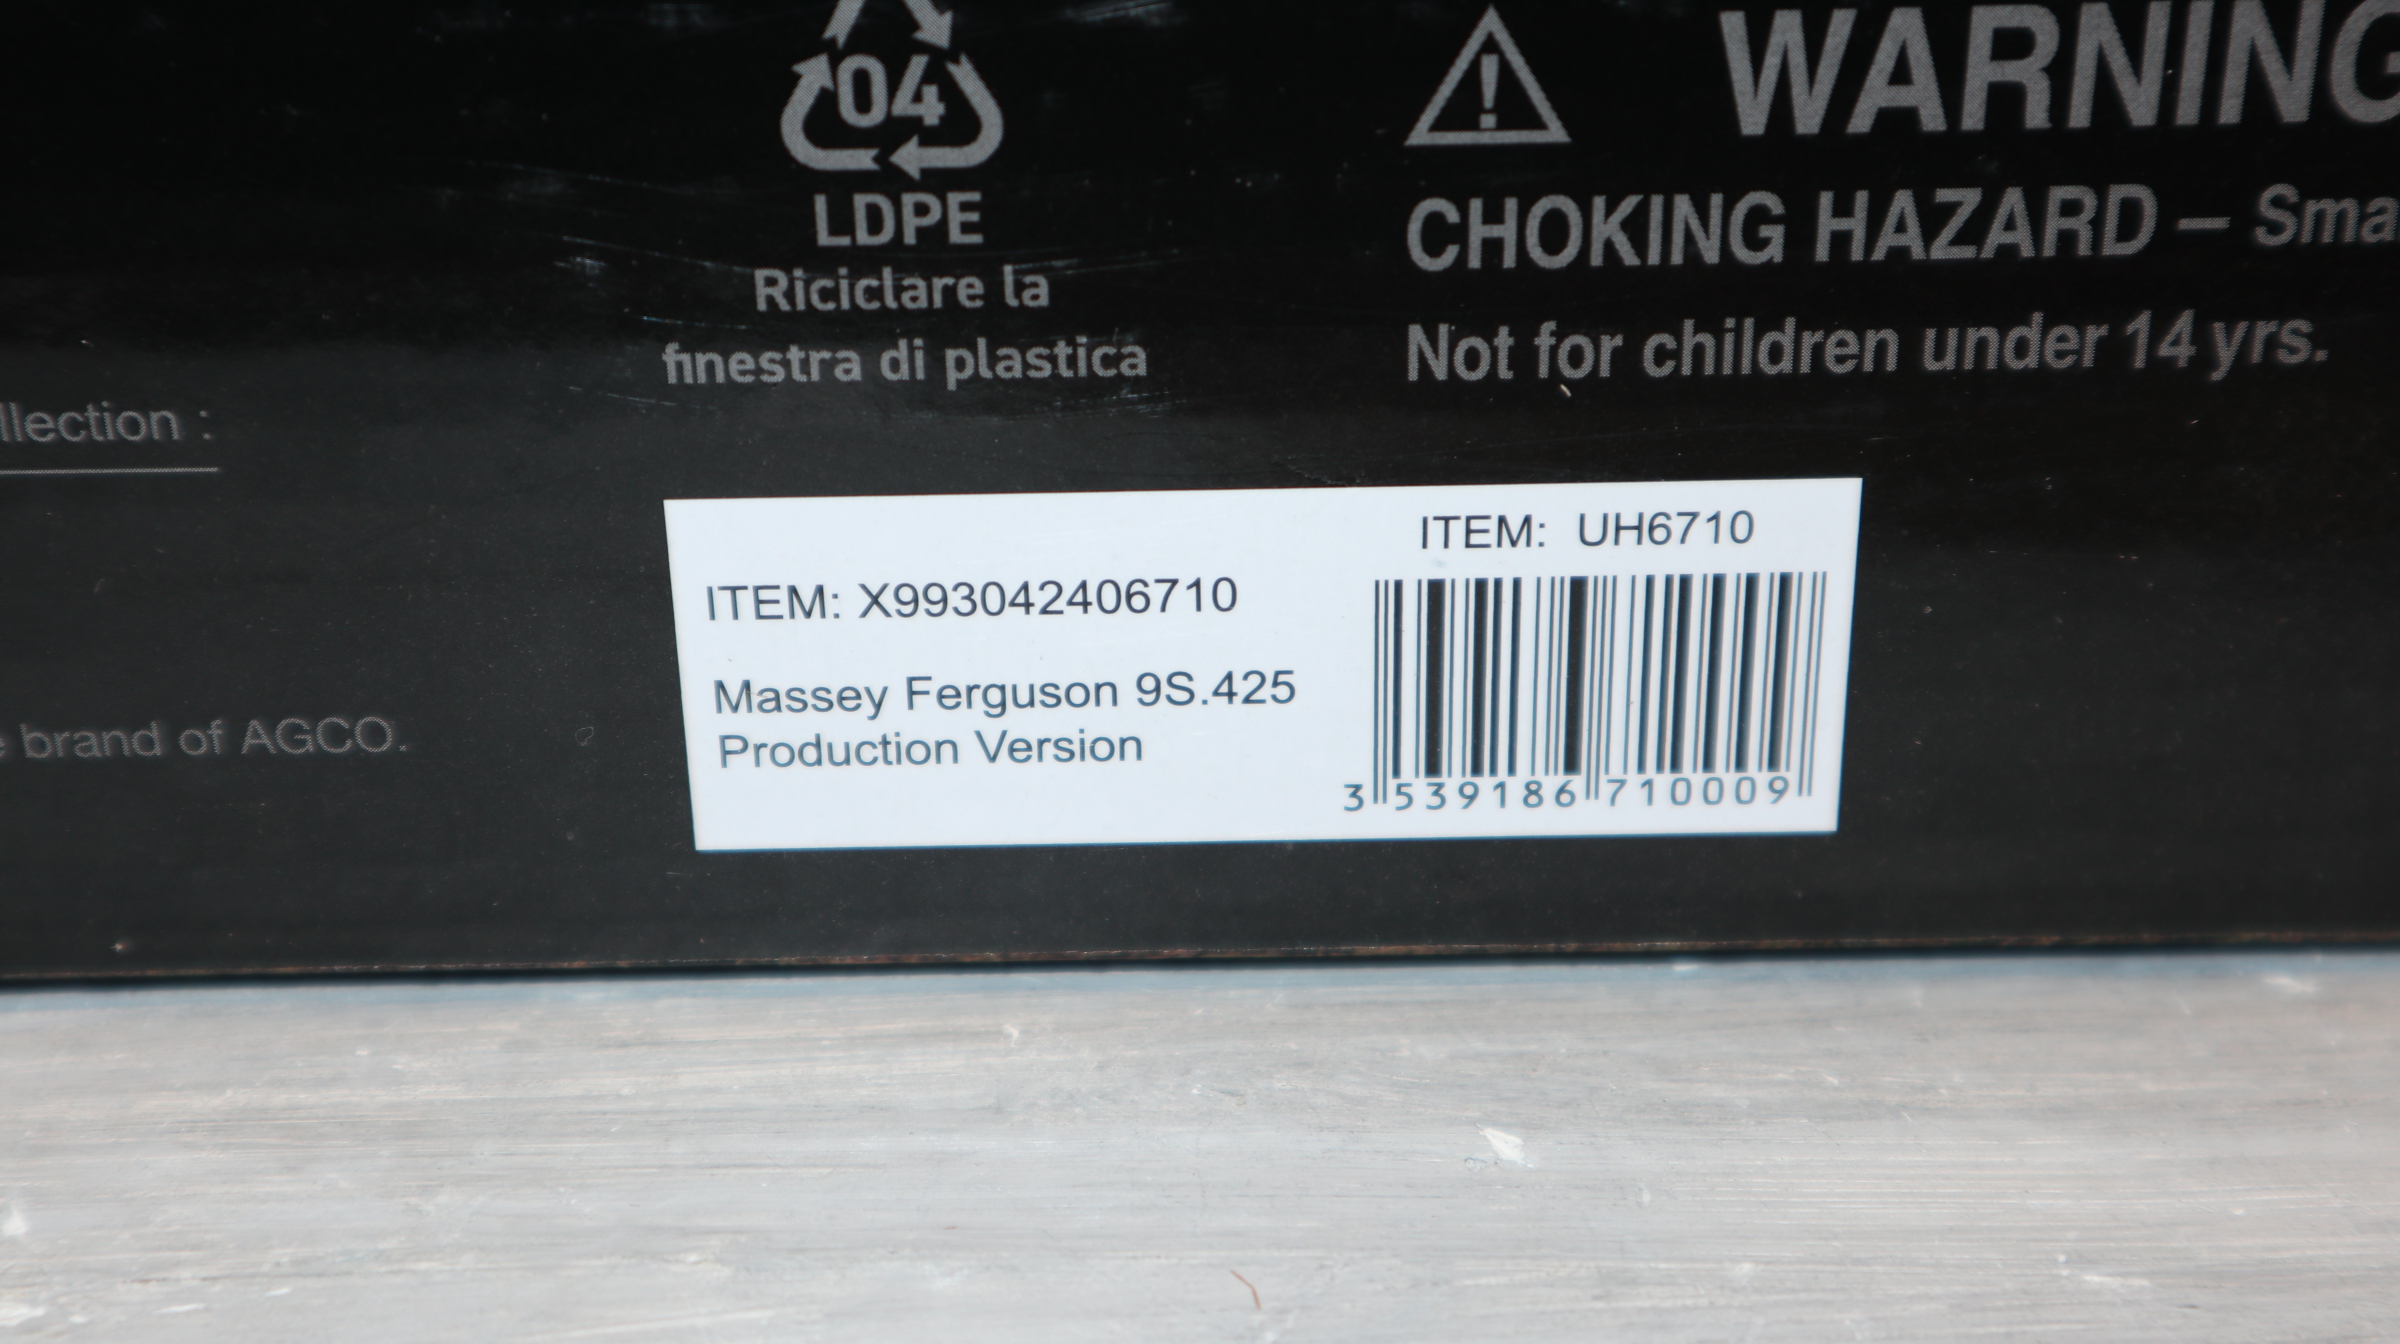 04
LDPE
Riciclare la
finestra di plastica
WARNING
CHOKING HAZARD –
Not for children under 14 yrs.
:
brand of AGCO.
ITEM: UH6710
ITEM: X993042406710
Massey Ferguson 9S.425
Production Version
3 539186 710009